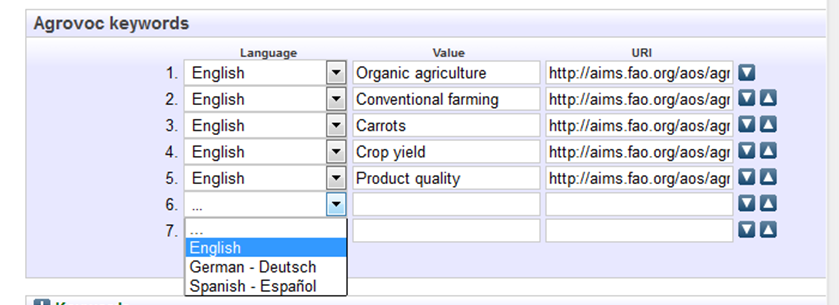 Agrovoc keywords
Language Value URI
1. English Organic agriculture http://aims.fao.org/aos/agr
2. English Conventional farming http://aims.fao.org/aos/agr
3. English Carrots http://aims.fao.org/aos/agr
4. English Crop yield http://aims.fao.org/aos/agr
5. English Product quality http://aims.fao.org/aos/agr
6. ...
7. ...
English
German - Deutsch
Spanish - Español